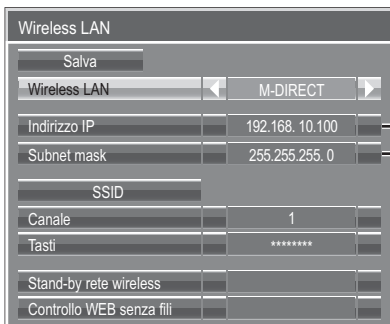 Wireless LAN
Salva
Wireless LAN M-DIRECT
Indirizzo IP 192.168. 10.100
Subnet mask 255.255.255. 0
SSID
Canale 1
Tasti ********
Stand-by rete wireless
Controllo WEB senza fili